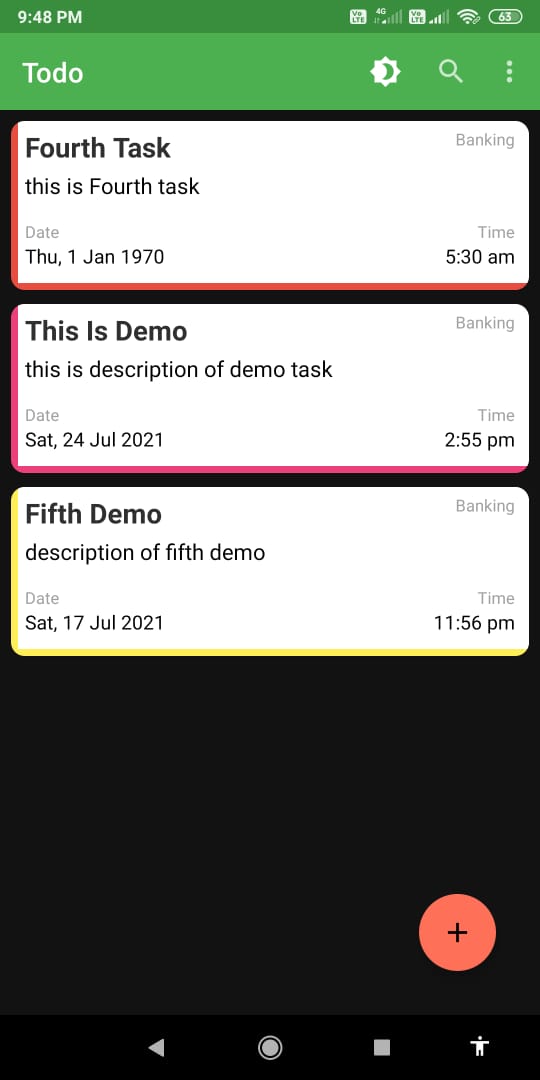 9:48 PM Vo LTE 4G Vo LTE 63
Todo
Fourth Task Banking
this is Fourth task
Date Time
Thu, 1 Jan 1970 5:30 am
This Is Demo Banking
this is description of demo task
Date Time
Sat, 24 Jul 2021 2:55 pm
Fifth Demo Banking
description of fifth demo
Date Time
Sat, 17 Jul 2021 11:56 pm
+